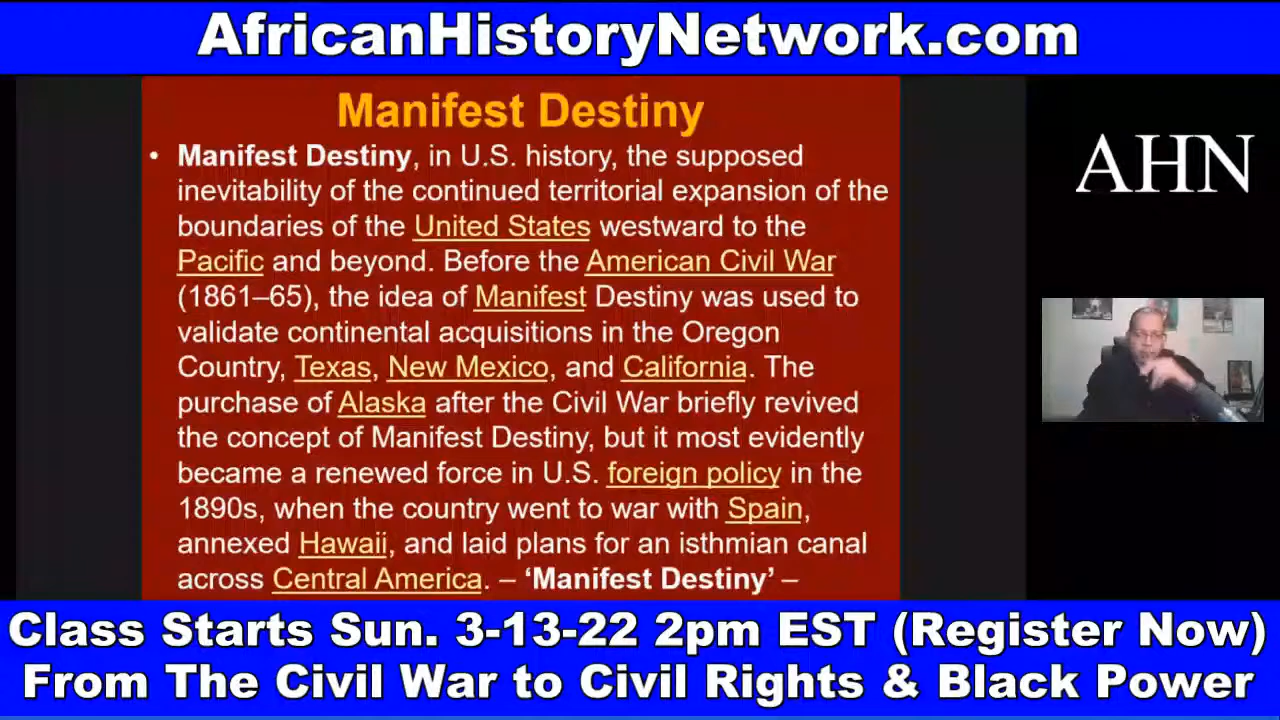 AfricanHistoryNetwork.com
Manifest Destiny
• Manifest Destiny, in U.S. history, the supposed
inevitability of the continued territorial expansion of the
boundaries of the United States westward to the
Pacific and beyond. Before the American Civil War
(1861–65), the idea of Manifest Destiny was used to
validate continental acquisitions in the Oregon
Country, Texas, New Mexico, and California. The
purchase of Alaska after the Civil War briefly revived
the concept of Manifest Destiny, but it most evidently
became a renewed force in U.S. foreign policy in the
1890s, when the country went to war with Spain,
annexed Hawaii, and laid plans for an isthmian canal
across Central America. – ‘Manifest Destiny’ –
AHN
Class Starts Sun. 3-13-22 2pm EST (Register Now)
From The Civil War to Civil Rights & Black Power